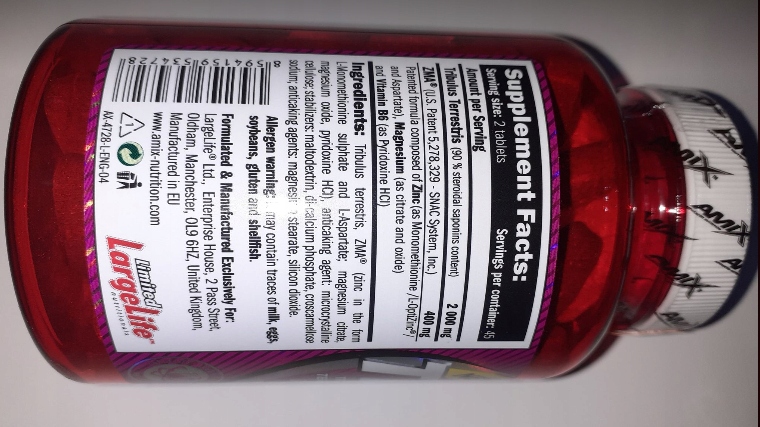 Supplement Facts:
Serving size: 2 tablets Servings per container: 45
Amount per Serving
Tribulus Terrestris (90 % steroidal saponins content) 2 000 mg
ZMA® (U.S. Patent 5,278,329 - SNAC System, Inc.) 400 mg
Patented formula composed of Zinc (as Monomethionine /L-OptiZinc®/
and Aspartate), Magnesium (as citrate and oxide)
and Vitamin B6 (as Pyridoxine HCl)
Ingredients: Tribulus terrestris, ZMA® (zinc in the form
L-Monomethionine sulphate and L-Aspartate; magnesium citrate,
magnesium oxide, pyridoxine HCl), anticaking agent: microcrystalline
cellulose; stabilizers: maltodextrin, di-calcium phosphate, croscarmellose
sodium; anticaking agents: magnesium stearate, silicon dioxide.
Allergen warning: may contain traces of milk, eggs,
soybeans, gluten and shellfish.
Formulated & Manufactured Exclusively For:
LargeLife® Ltd., Enterprise House, 2 Pass Street,
Oldham, Manchester, OL9 6HZ, United Kingdom,
Manufactured in EU
www.amix-nutrition.com
AX-4728-L-ENG-04
Limited
LargeLife
nutritionals
AMIX